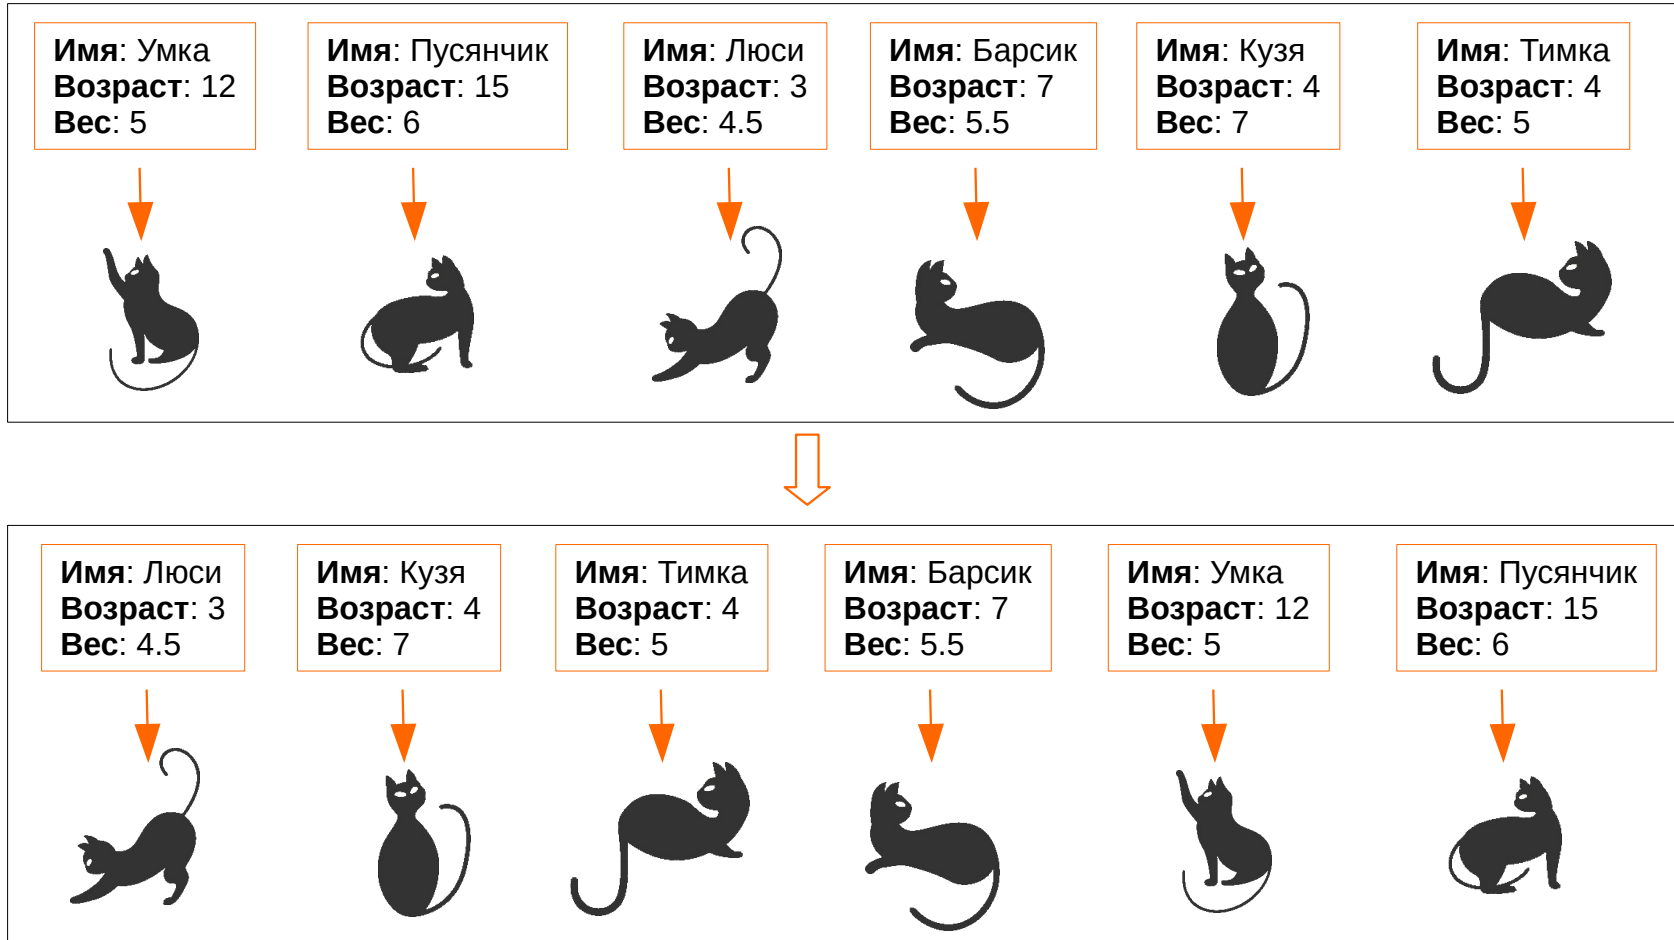 Имя: Умка
Возраст: 12
Вес: 5
Имя: Пусянчик
Возраст: 15
Вес: 6
Имя: Люси
Возраст: 3
Вес: 4.5
Имя: Барсик
Возраст: 7
Вес: 5.5
Имя: Кузя
Возраст: 4
Вес: 7
Имя: Тимка
Возраст: 4
Вес: 5
Имя: Люси
Возраст: 3
Вес: 4.5
Имя: Кузя
Возраст: 4
Вес: 7
Имя: Тимка
Возраст: 4
Вес: 5
Имя: Барсик
Возраст: 7
Вес: 5.5
Имя: Умка
Возраст: 12
Вес: 5
Имя: Пусянчик
Возраст: 15
Вес: 6